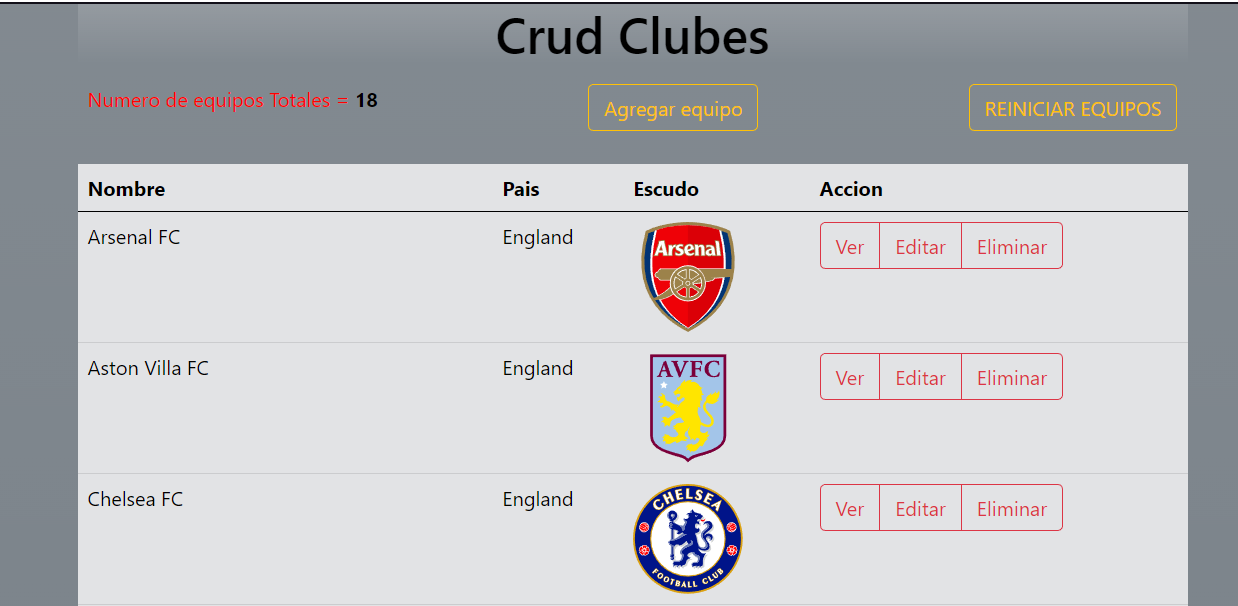 Crud Clubes
Numero de equipos Totales = 18
Agregar equipo
REINICIAR EQUIPOS
Nombre Pais Escudo Accion
Arsenal FC England Arsenal Ver Editar Eliminar
Aston Villa FC England AVFC Ver Editar Eliminar
Chelsea FC England CHELSEA FOOTBALL CLUB Ver Editar Eliminar